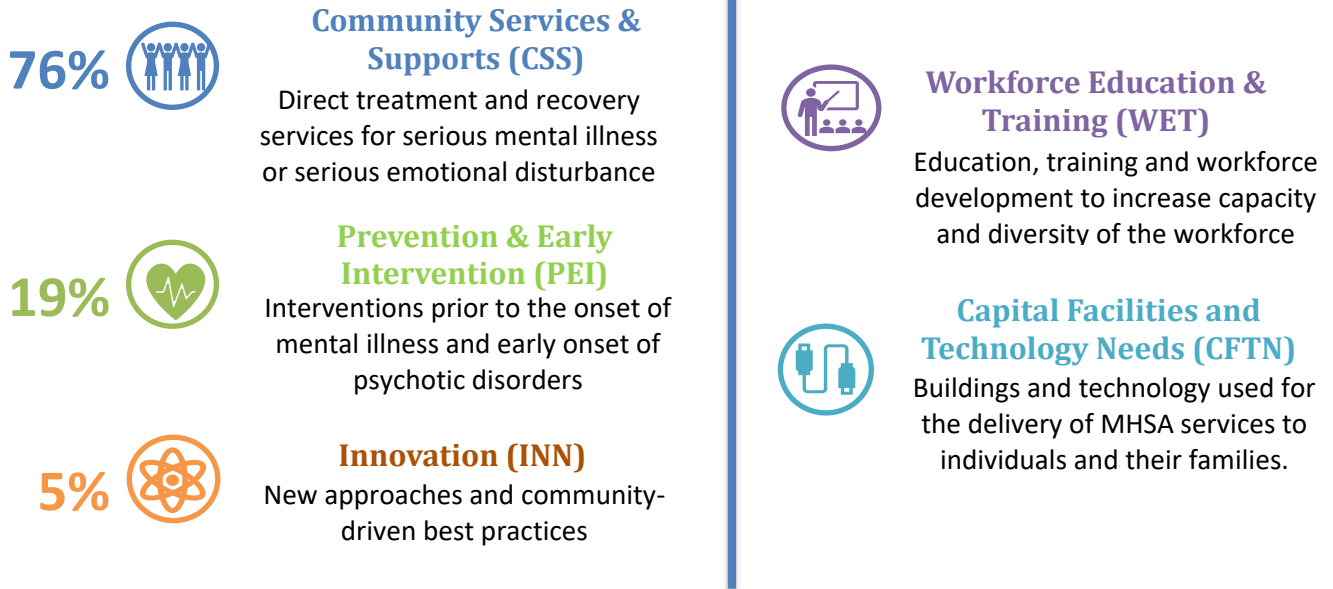 76%
Community Services &
Supports (CSS)
Direct treatment and recovery
services for serious mental illness
or serious emotional disturbance
19%
Prevention & Early
Intervention (PEI)
Interventions prior to the onset of
mental illness and early onset of
psychotic disorders
5%
Innovation (INN)
New approaches and community-
driven best practices
Workforce Education &
Training (WET)
Education, training and workforce
development to increase capacity
and diversity of the workforce
Capital Facilities and
Technology Needs (CFTN)
Buildings and technology used for
the delivery of MHSA services to
individuals and their families.